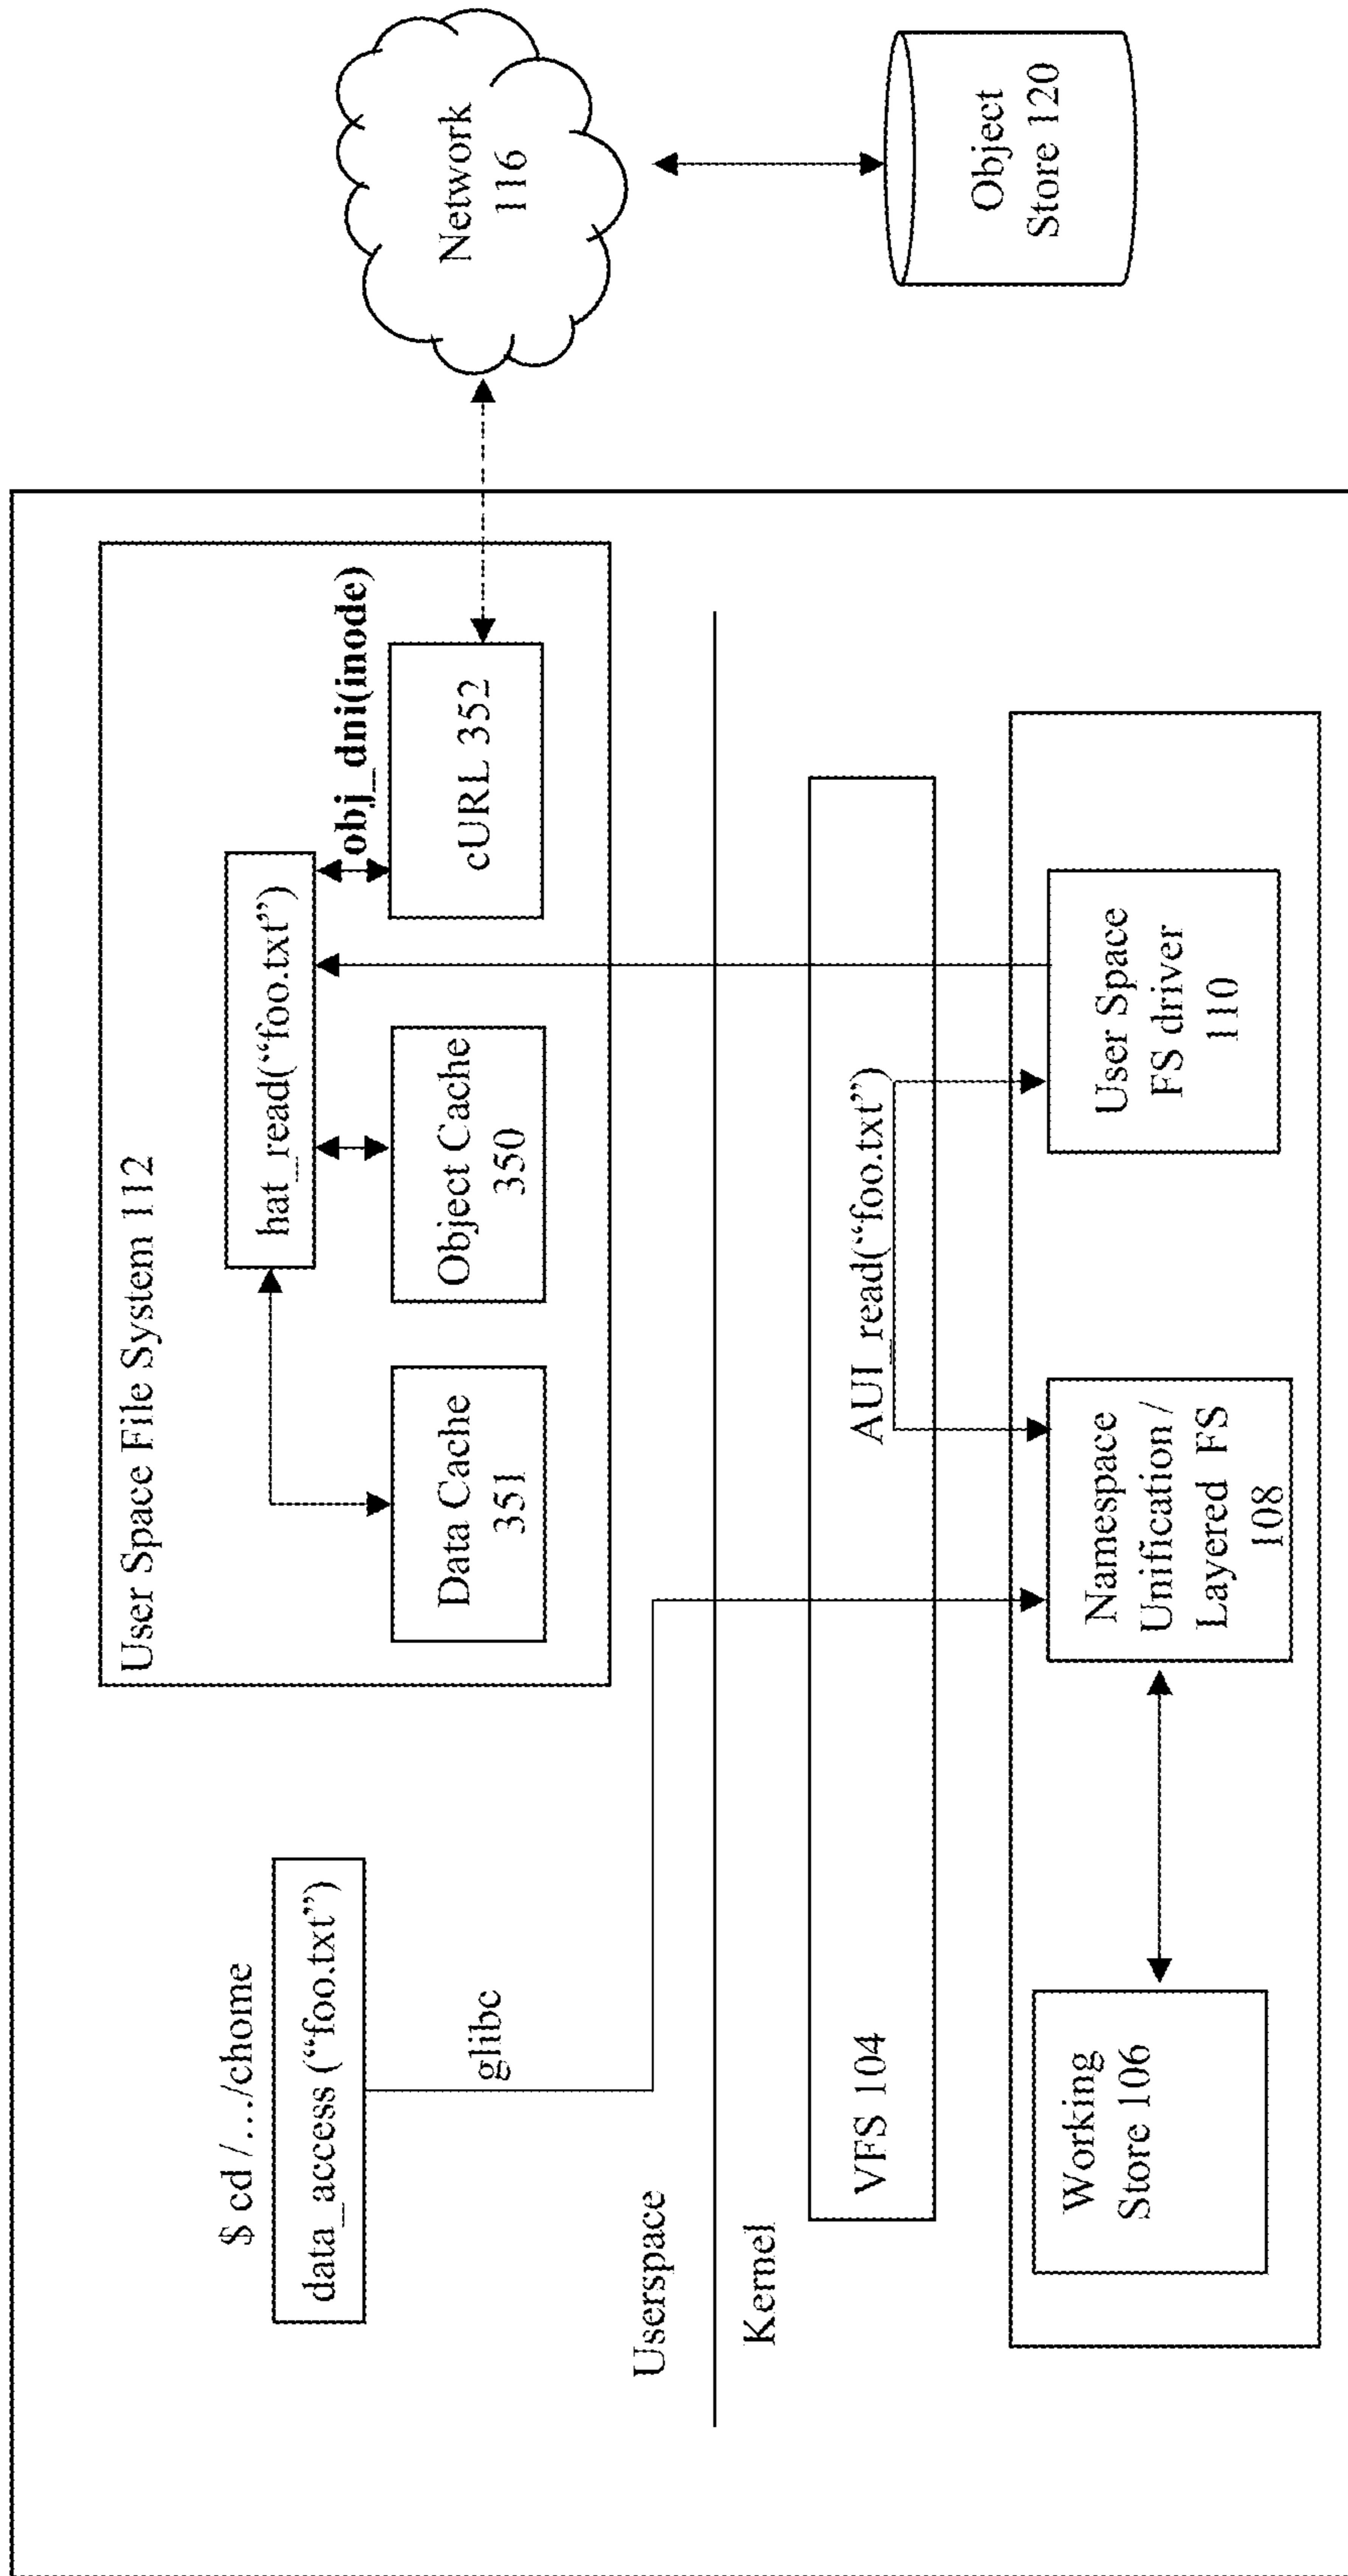 $ cd /…/chome
data_access (“foo.txt”)
glibc
User Space File System 112
hat_read(“foo.txt”)
obj_dni(inode)
Data Cache
351
Object Cache
350
cURL 352
Network
116
Object
Store 120
Userspace
Kernel
VFS 104
AUI_read(“foo.txt”)
Working
Store 106
Namespace
Unification /
Layered FS
108
User Space
FS driver
110